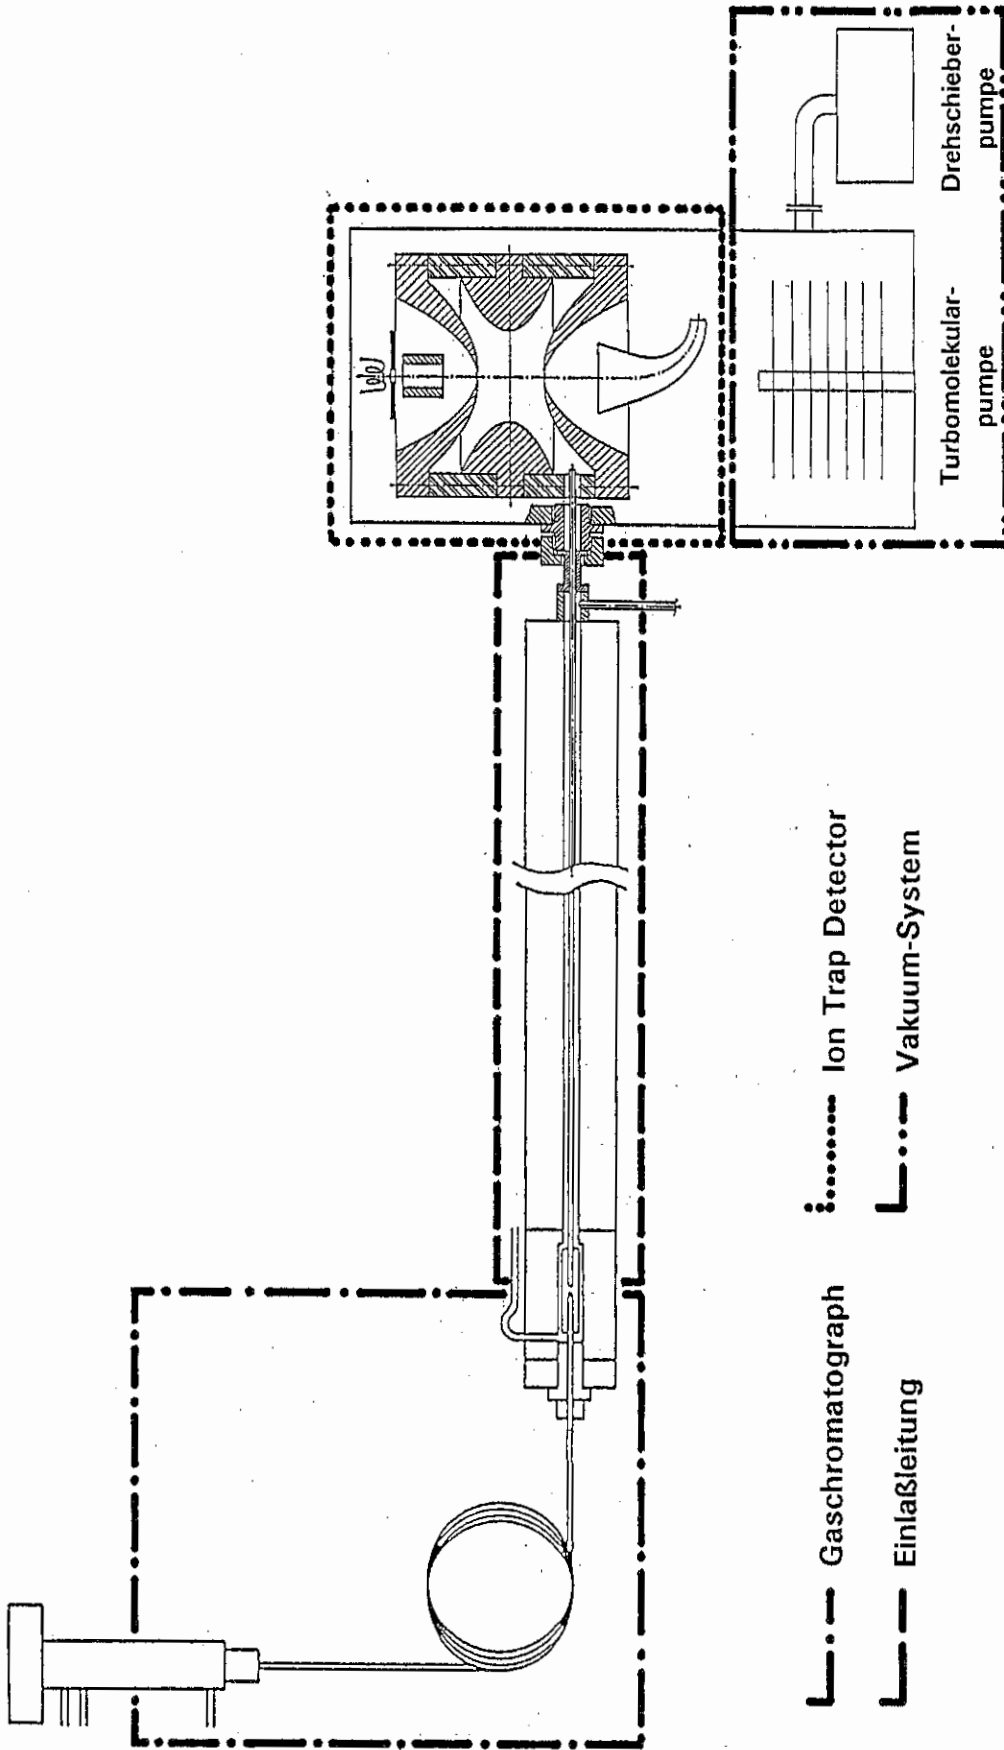 Turbomolekular-
pumpe
Drehschieber-
pumpe
Gaschromatograph
Ion Trap Detector
Einlaßleitung
Vakuum-System